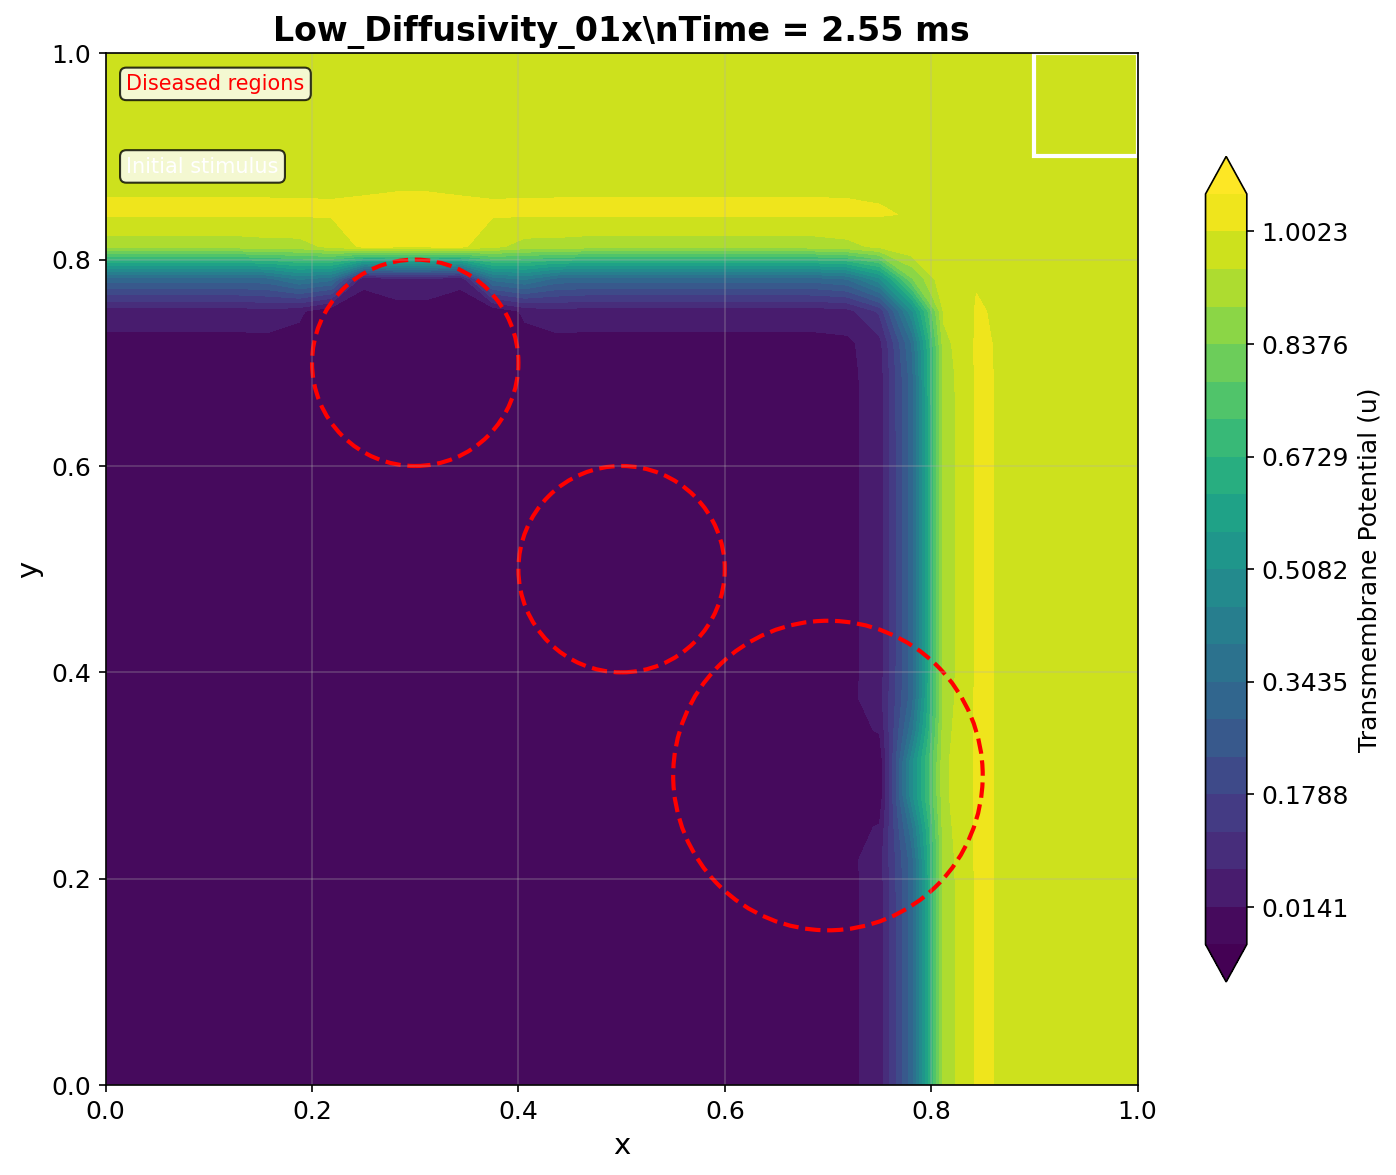 Low_Diffusivity_01x\nTime = 2.55 ms
Diseased regions
Initial stimulus
1.0
0.8
0.6
0.4
0.2
0.0
y
0.0 0.2 0.4 0.6 0.8 1.0
x
1.0023
0.8376
0.6729
0.5082
0.3435
0.1788
0.0141
Transmembrane Potential (u)